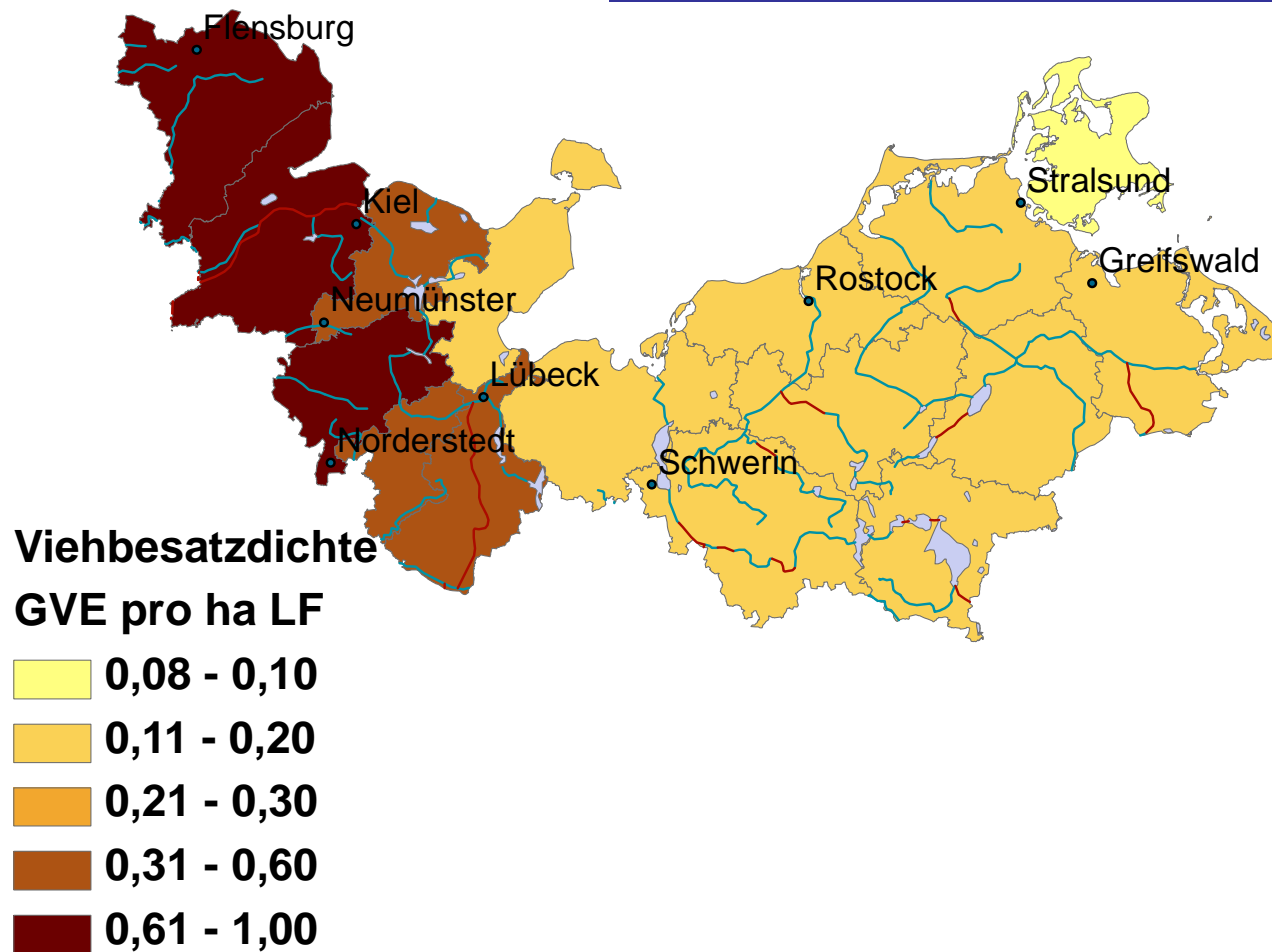 Flensburg
Stralsund
Kiel
Greifswald
Rostock
Neumünster
Lübeck
Norderstedt
Schwerin
Viehbesatzdichte
GVE pro ha LF
0,08 - 0,10
0,11 - 0,20
0,21 - 0,30
0,31 - 0,60
0,61 - 1,00